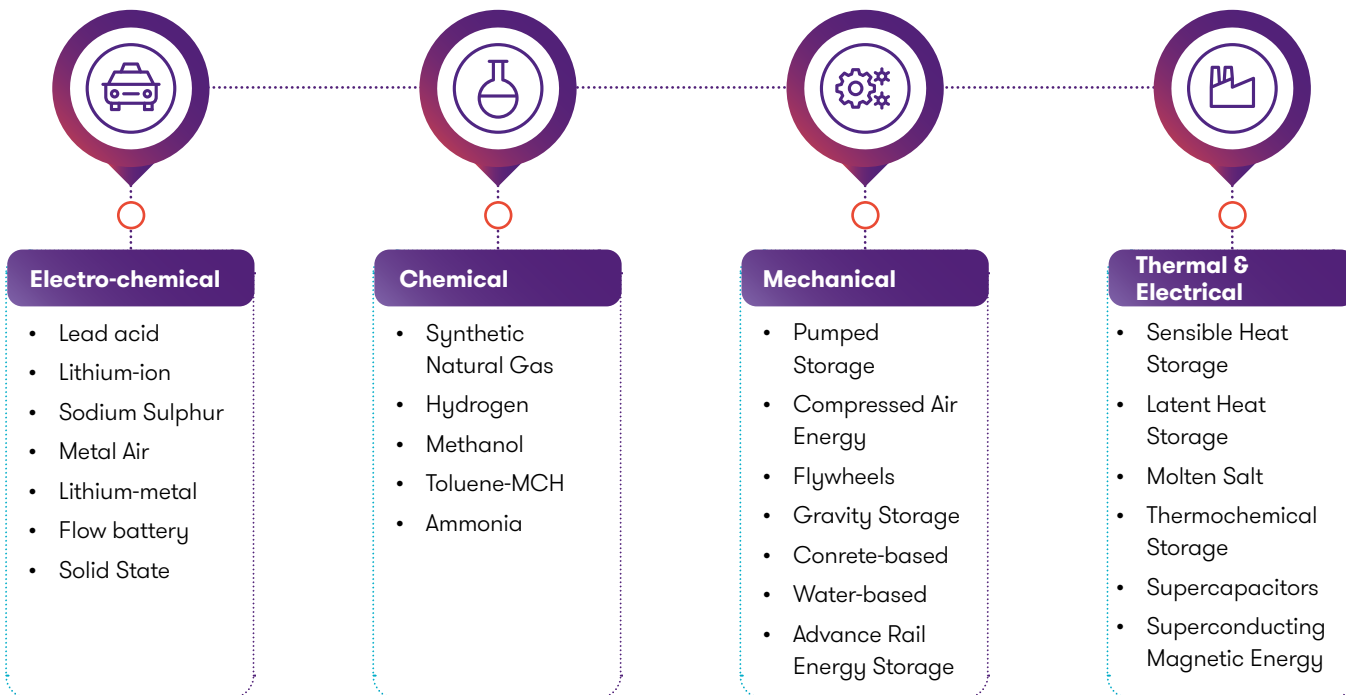 Electro-chemical
• Lead acid
• Lithium-ion
• Sodium Sulphur
• Metal Air
• Lithium-metal
• Flow battery
• Solid State
Chemical
• Synthetic
Natural Gas
• Hydrogen
• Methanol
• Toluene-MCH
• Ammonia
Mechanical
• Pumped
Storage
• Compressed Air
Energy
• Flywheels
• Gravity Storage
• Conrete-based
• Water-based
• Advance Rail
Energy Storage
Thermal &
Electrical
• Sensible Heat
Storage
• Latent Heat
Storage
• Molten Salt
• Thermochemical
Storage
• Supercapacitors
• Superconducting
Magnetic Energy